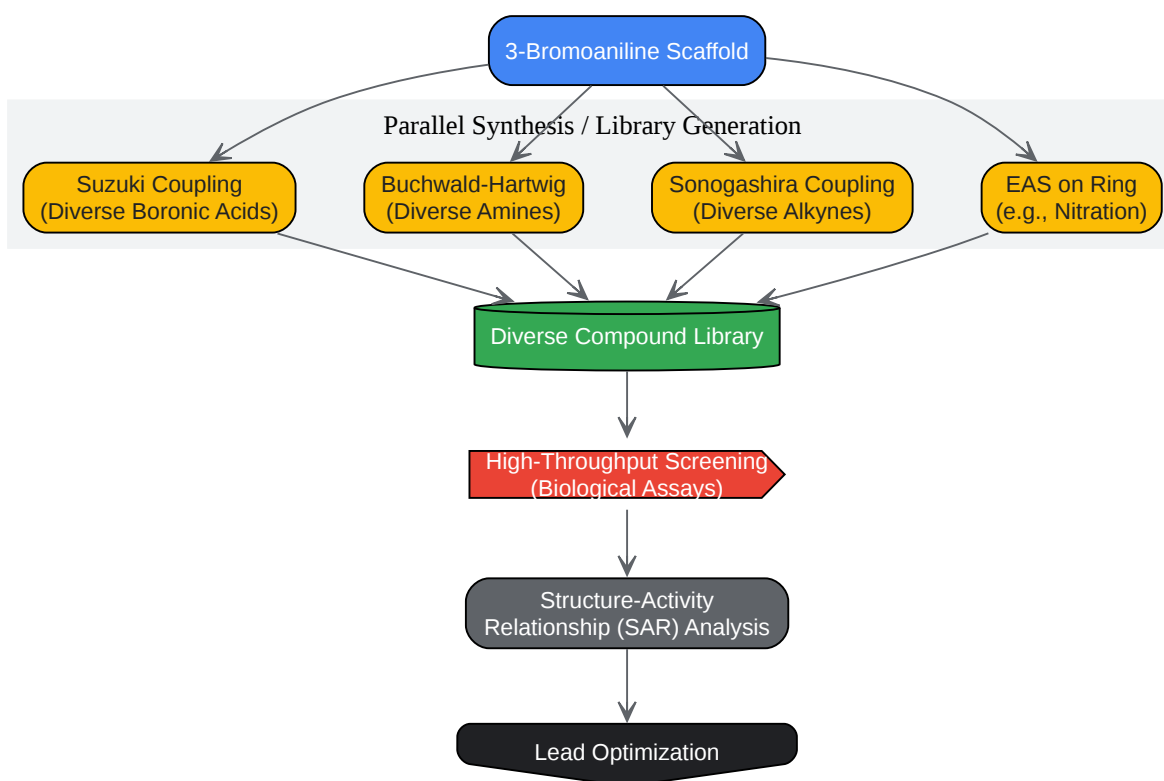 3-Bromoaniline Scaffold
Parallel Synthesis / Library Generation
Suzuki Coupling
(Diverse Boronic Acids)
Buchwald-Hartwig
(Diverse Amines)
Sonogashira Coupling
(Diverse Alkynes)
EAS on Ring
(e.g., Nitration)
Diverse Compound Library
High-Throughput Screening
(Biological Assays)
Structure-Activity
Relationship (SAR) Analysis
Lead Optimization